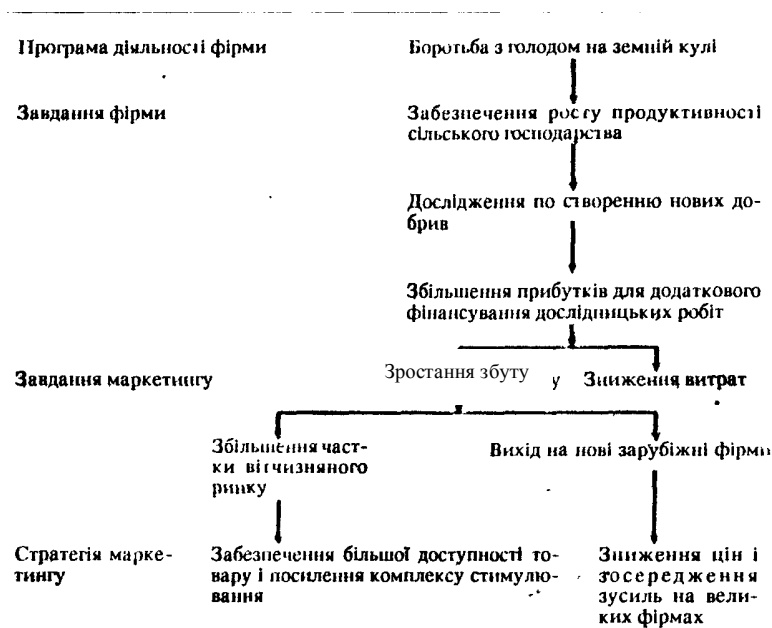 Програма діяльності фірми
Боротьба з голодом на земній кулі
Завдання фірми
Забезпечення росту продуктивності
сільського господарства
Дослідження по створенню нових до-
брив
Збільшення прибутків для додаткового
фінансування дослідницьких робіт
Завдання маркетингу
Зростання збуту
у
Зниження витрат
Збільшення част-
ки вітчизняного
ринку
Вихід на нові зарубіжні фірми
Стратегія марке-
тингу
Забезпечення більшої доступності то-
вару і посилення комплексу стимулю-
вання
Зниження цін і
зосередження
зусиль на вели-
ких фірмах